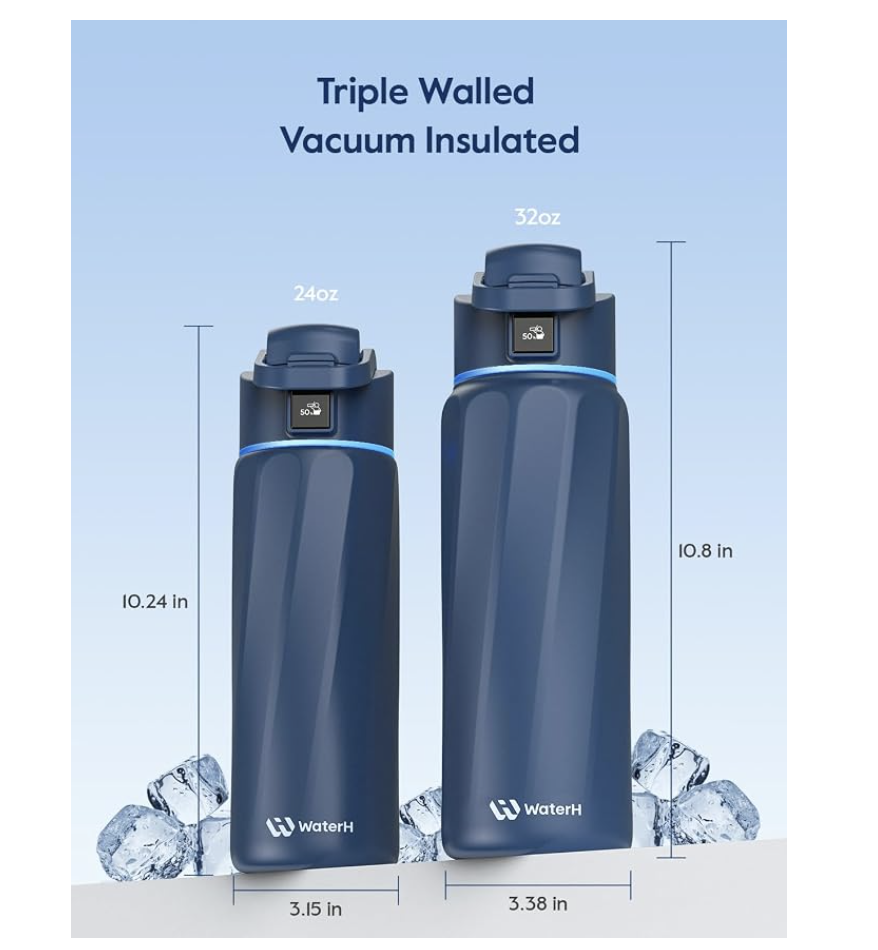 Triple Walled
Vacuum Insulated
32oz
24oz
50
50
10.8 in
10.24 in
WaterH
WaterH
3.15 in
3.38 in